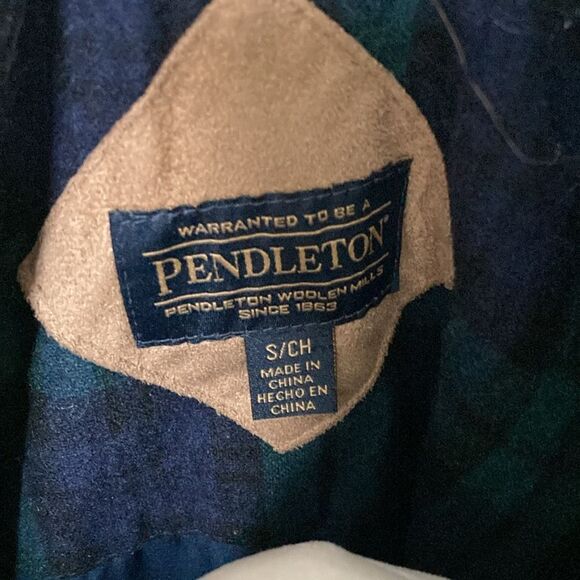 WARRANTED TO BE A
PENDLETON®
PENDLETON WOOLEN MILLS
SINCE 1863
S/CH
MADE IN
CHINA
HECHO EN
CHINA